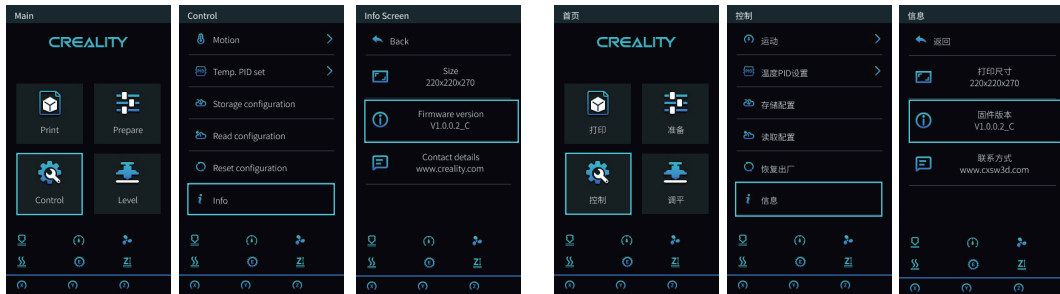 Main
CREALITY
Print
Prepare
Control
Level
Control
Motion
Temp. PID set
Storage configuration
Read configuration
Reset configuration
Info
Info Screen
Back
Size
220x220x270
Firmware version
V1.0.0.2_C
Contact details
www.creality.com
首页
CREALITY
打印
准备
控制
调平
控制
运动
温度PID设置
存储配置
读取配置
恢复出厂
信息
信息
返回
打印尺寸
220x220x270
固件版本
V1.0.0.2_C
联系方式
www.cxsw3d.com